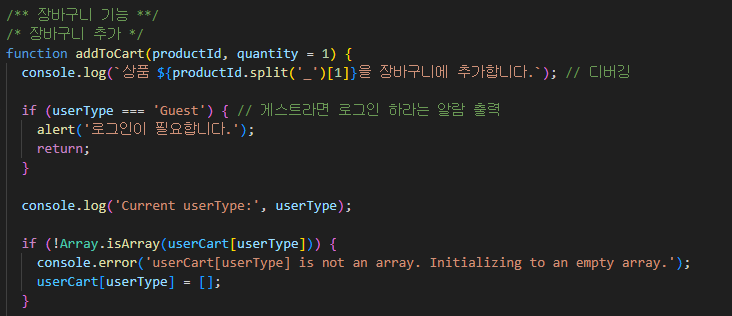 /** 장바구니 기능 **/
/* 장바구니 추가 */
function addToCart(productId, quantity = 1) {
  console.log(`상품 ${productId.split('_')[1]}을 장바구니에 추가합니다.`); // 디버깅
  if (userType === 'Guest') { // 게스트라면 로그인 하라는 알람 출력
    alert('로그인이 필요합니다.');
    return;
  }
  console.log('Current userType:', userType);
  if (!Array.isArray(userCart[userType])) {
    console.error('userCart[userType] is not an array. Initializing to an empty array.');
    userCart[userType] = [];
  }